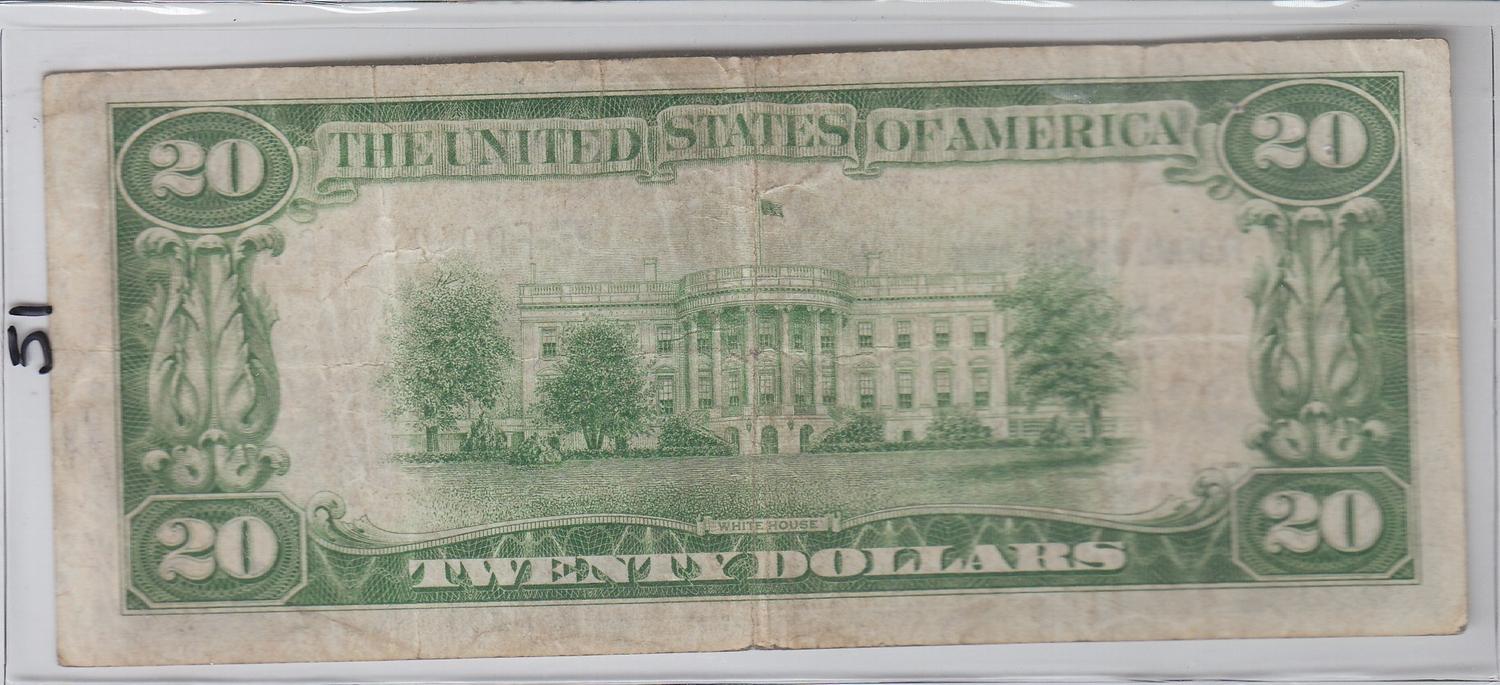 20 THE UNITED STATES OF AMERICA 20
51
WHITE HOUSE
20 TWENTY DOLLARS 20